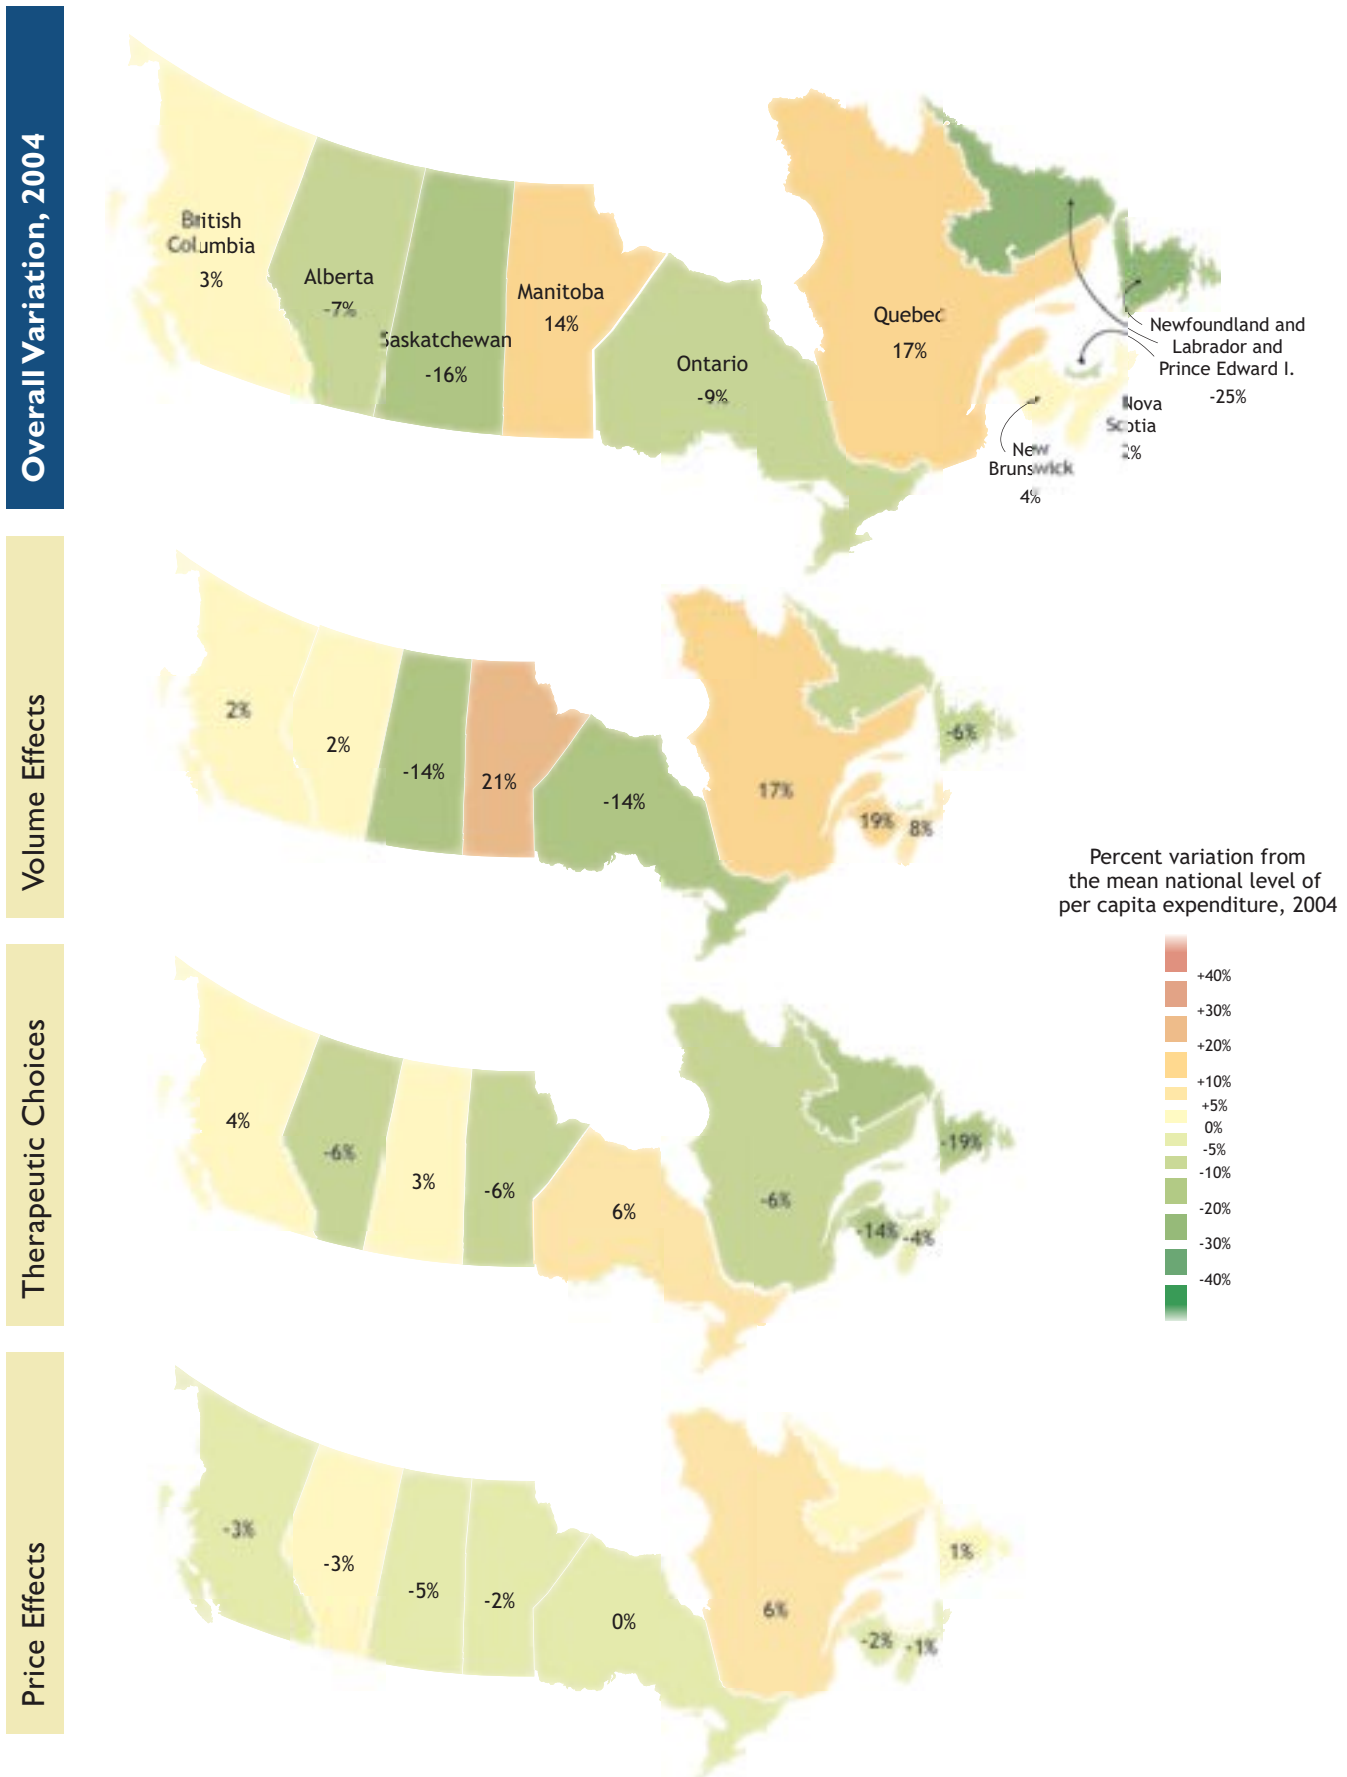 Overall Variation, 2004
British
Columbia
3%
Alberta
-7%
Saskatchewan
-16%
Manitoba
14%
Ontario
-9%
Quebec
17%
Newfoundland and
Labrador and
Prince Edward I.
-25%
Nova
Scotia
2%
New
Brunswick
4%
Volume Effects
2%
2%
-14%
21%
-14%
17%
-6%
19%
8%
Percent variation from
the mean national level of
per capita expenditure, 2004
+40%
+30%
+20%
+10%
+5%
0%
-5%
-10%
-20%
-30%
-40%
Therapeutic Choices
4%
-6%
3%
-6%
6%
-6%
-19%
-14%
-4%
Price Effects
-3%
-3%
-5%
-2%
0%
6%
1%
-2%
-1%